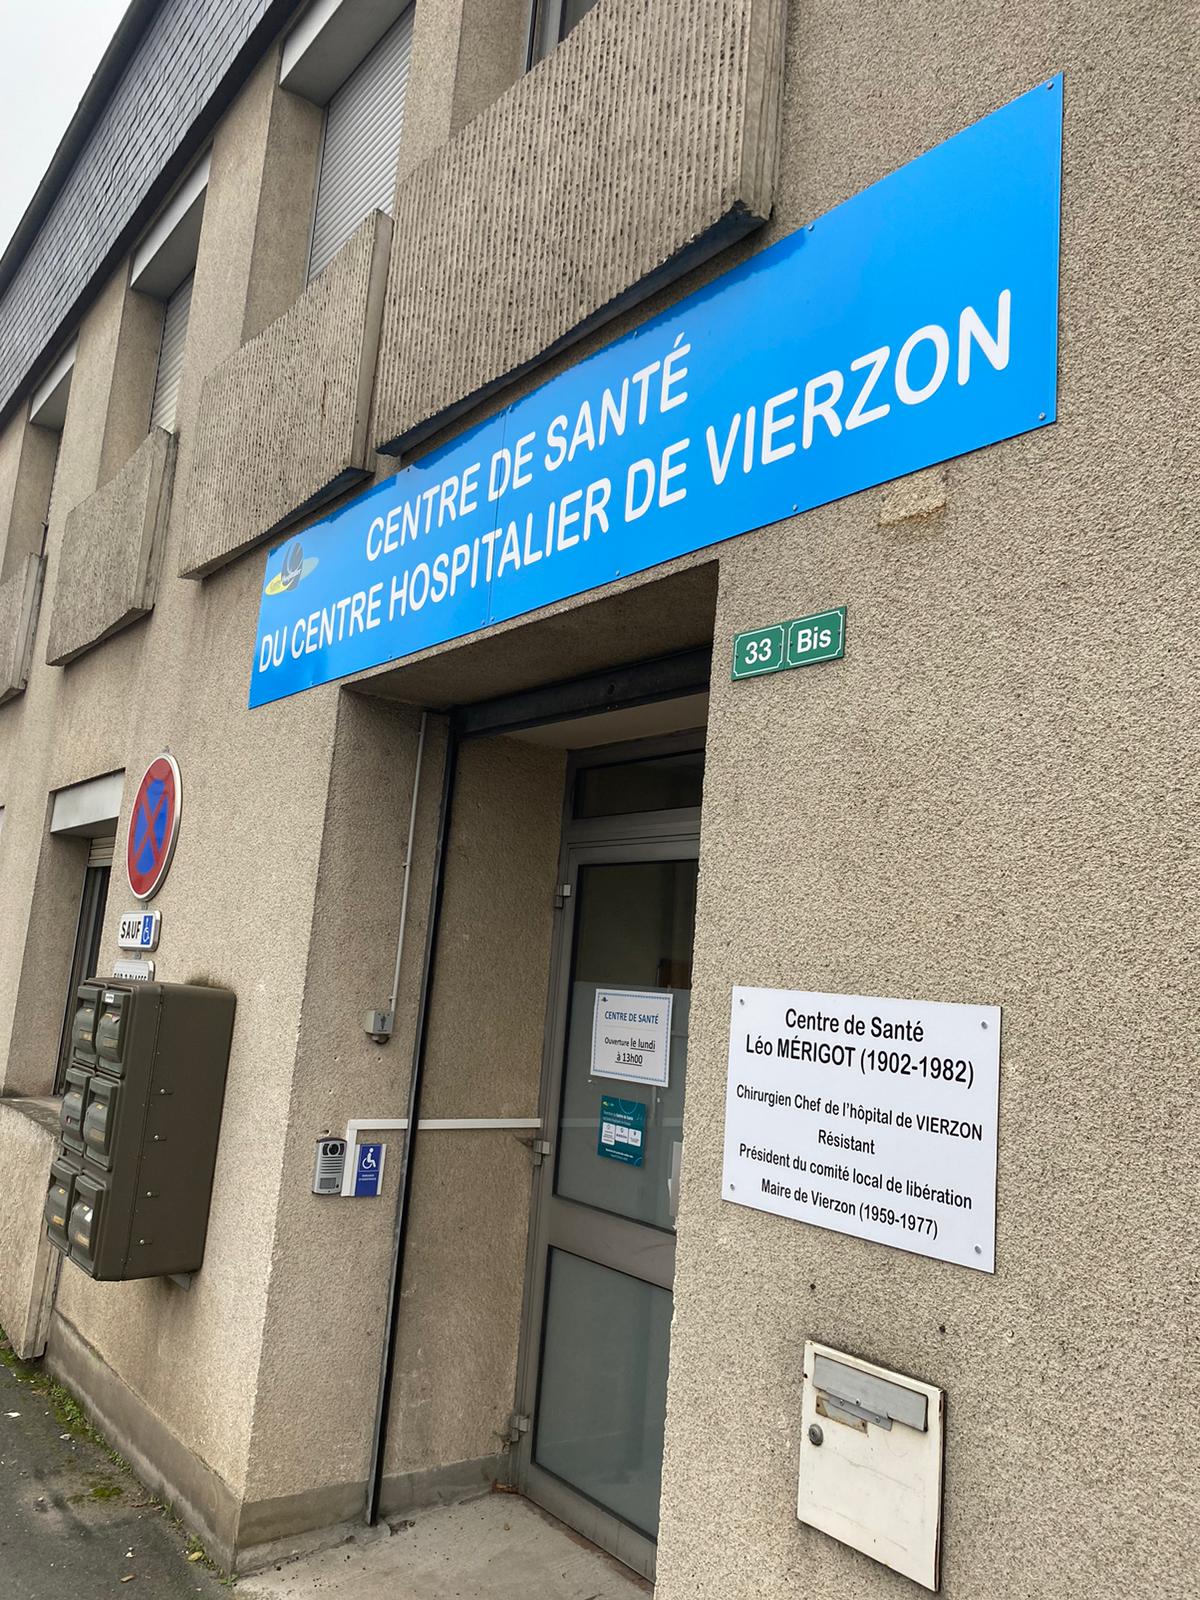 CENTRE DE SANTÉ
DU CENTRE HOSPITALIER DE VIERZON
33 Bis
SAUF
CENTRE DE SANTÉ
Ouverture le lundi
à 13h00
Centre de Santé
Léo MÉRIGOT (1902-1982)
Chirurgien Chef de l'hôpital de VIERZON
Résistant
Président du comité local de libération
Maire de Vierzon (1959-1977)